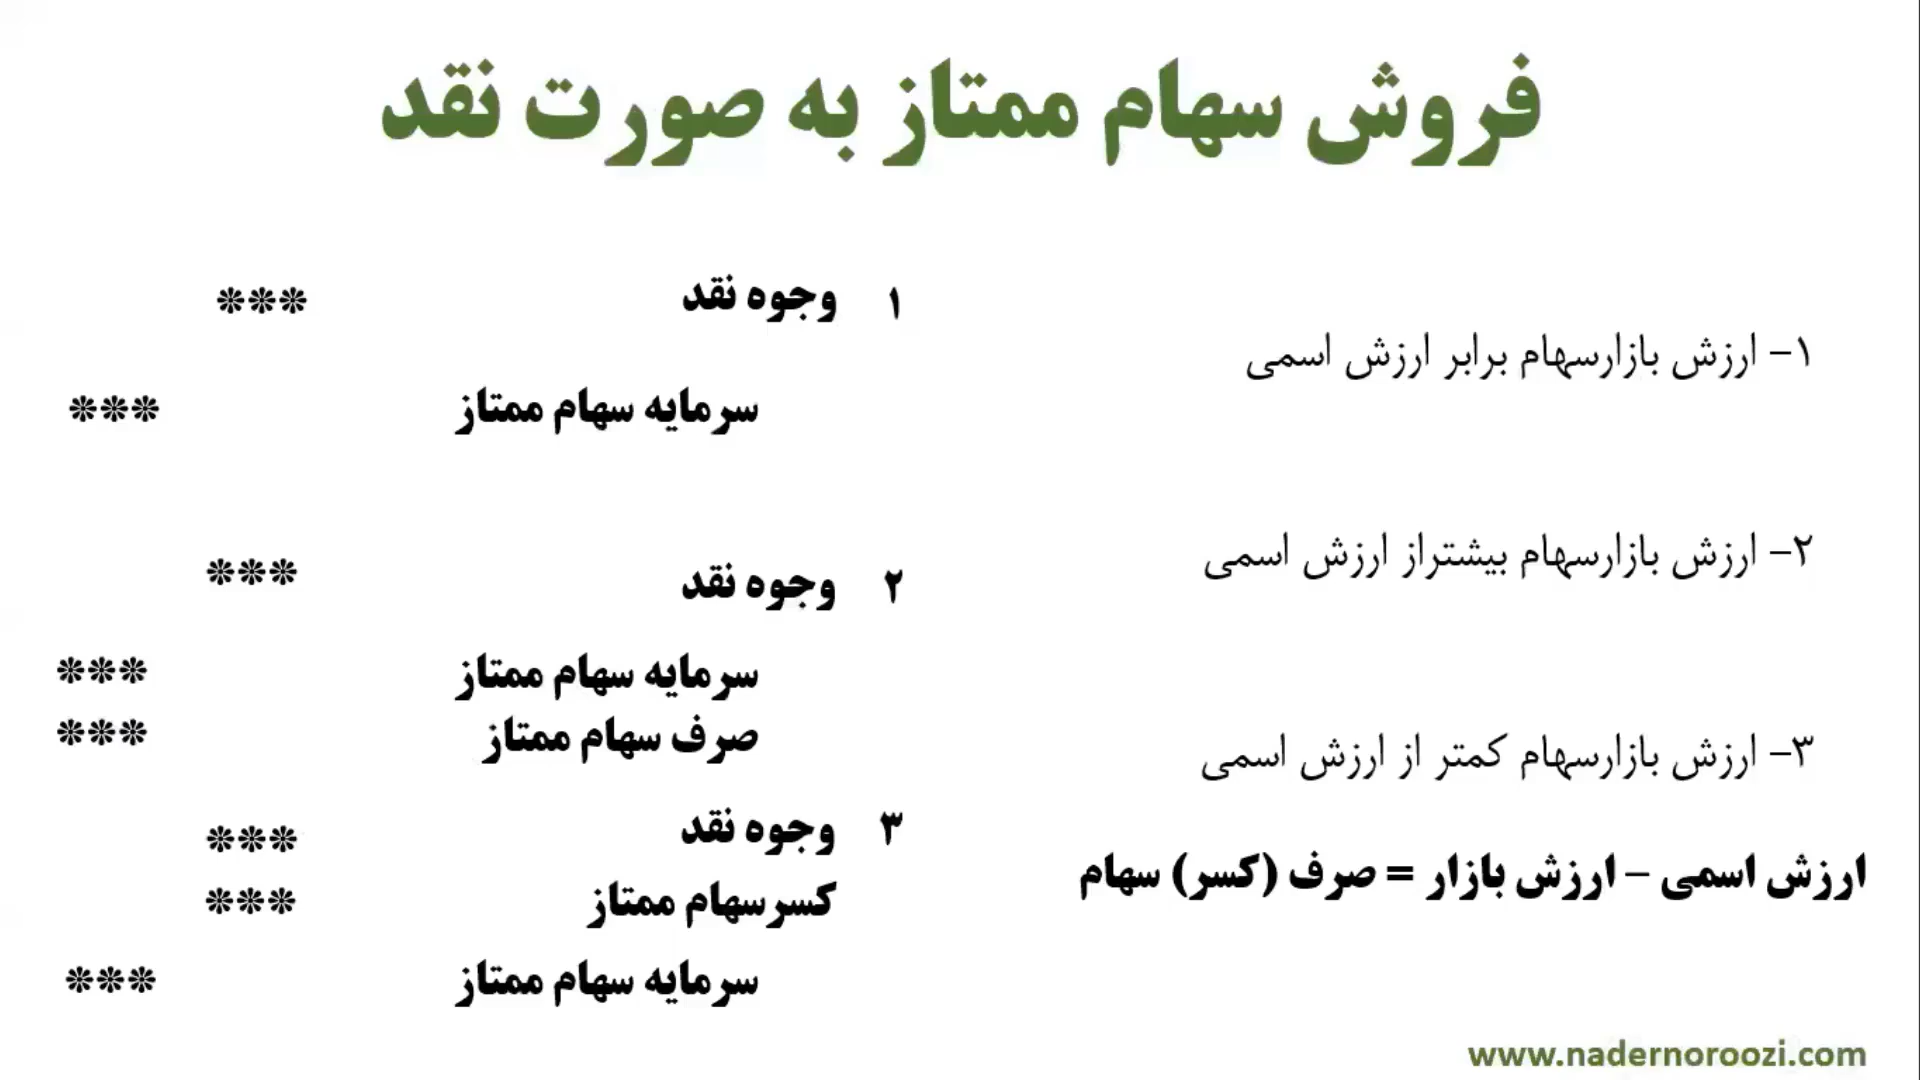 فروش سهام ممتاز به صورت نقد
۱- ارزش بازارسهام برابر ارزش اسمی
۲- ارزش بازارسهام بیشتراز ارزش اسمی
۳- ارزش بازارسهام کمتر از ارزش اسمی
ارزش اسمی – ارزش بازار = صرف (کسر) سهام
۱ وجوه نقد ***
سرمایه سهام ممتاز ***
۲ وجوه نقد ***
سرمایه سهام ممتاز ***
صرف سهام ممتاز ***
۳ وجوه نقد ***
کسرسهام ممتاز ***
سرمایه سهام ممتاز ***
www.nadernoroozi.com